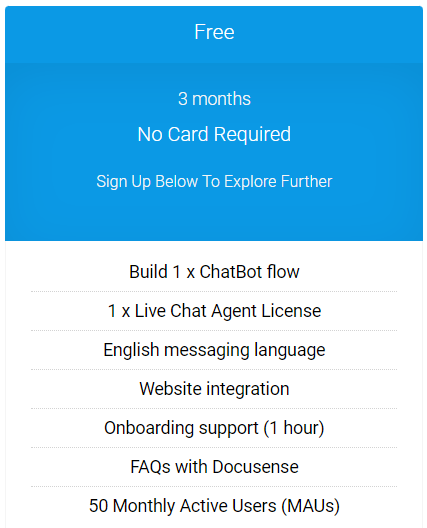 Free
3 months
No Card Required
Sign Up Below To Explore Further
Build 1 x ChatBot flow
1 x Live Chat Agent License
English messaging language
Website integration
Onboarding support (1 hour)
FAQs with Docusense
50 Monthly Active Users (MAUs)